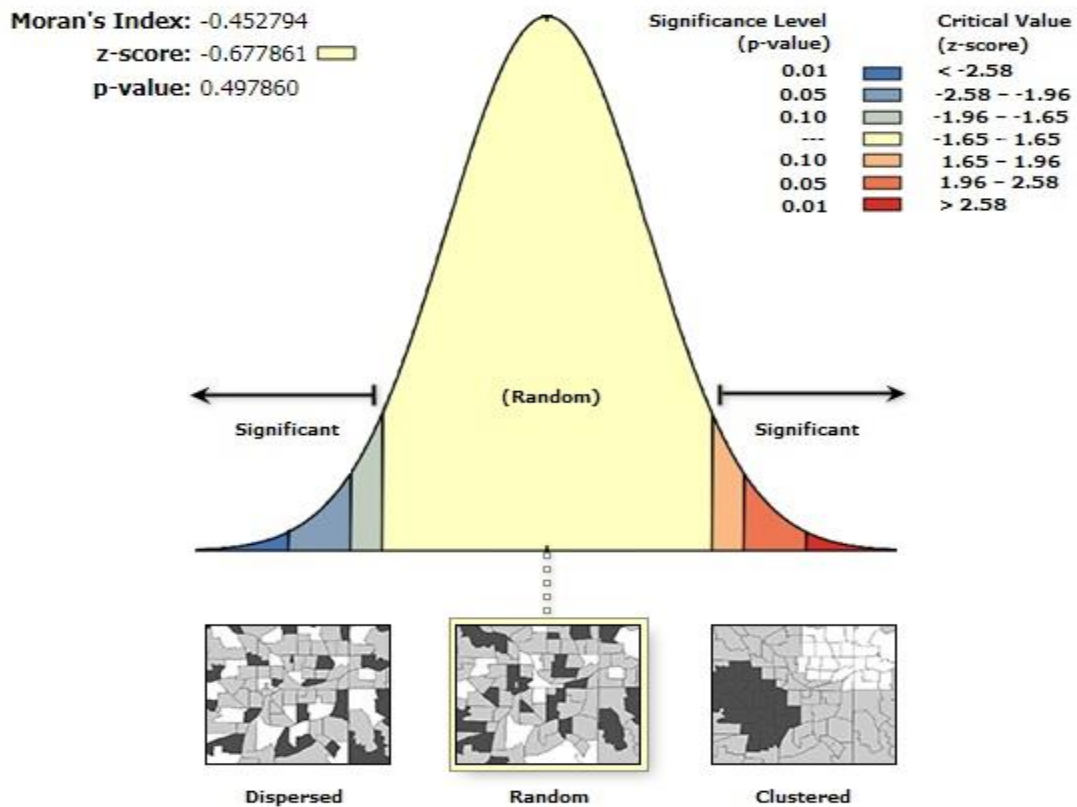 Moran's Index: -0.452794
z-score: -0.677861
p-value: 0.497860
Significance Level
(p-value)
Critical Value
(z-score)
0.01 < -2.58
0.05 -2.58 – -1.96
0.10 -1.96 – -1.65
--- -1.65 – 1.65
0.10 1.65 – 1.96
0.05 1.96 – 2.58
0.01 > 2.58
(Random)
Significant
Significant
Dispersed
Random
Clustered